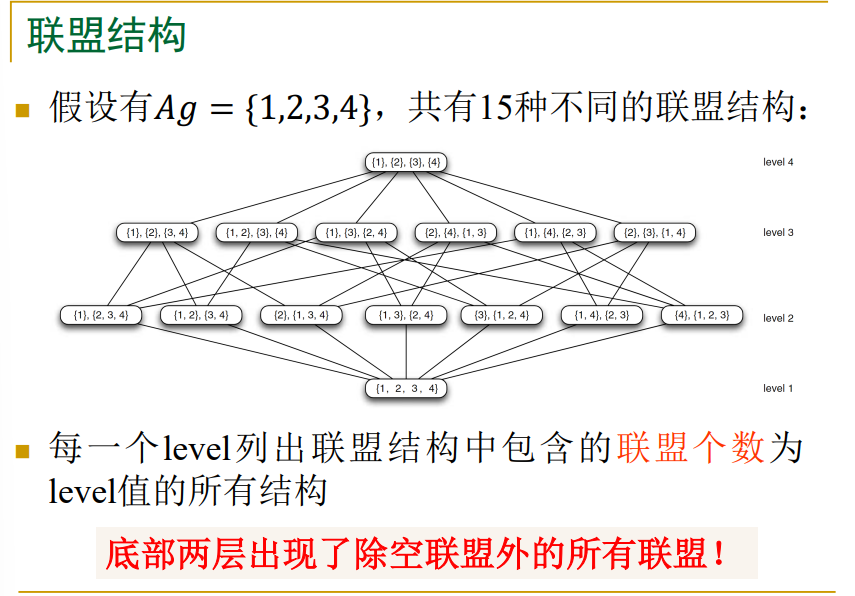 联盟结构
假设有Ag = {1,2,3,4}，共有15种不同的联盟结构：
{1}, {2}, {3}, {4} level 4
{1}, {2}, {3, 4} {1, 2}, {3}, {4} {1}, {3}, {2, 4} {2}, {4}, {1, 3} {1}, {4}, {2, 3} {2}, {3}, {1, 4} level 3
{1}, {2, 3, 4} {1, 2}, {3, 4} {2}, {1, 3, 4} {1, 3}, {2, 4} {3}, {1, 2, 4} {1, 4}, {2, 3} {4}, {1, 2, 3} level 2
{1, 2, 3, 4} level 1
每一个level列出联盟结构中包含的联盟个数为
level值的所有结构
底部两层出现了除空联盟外的所有联盟！